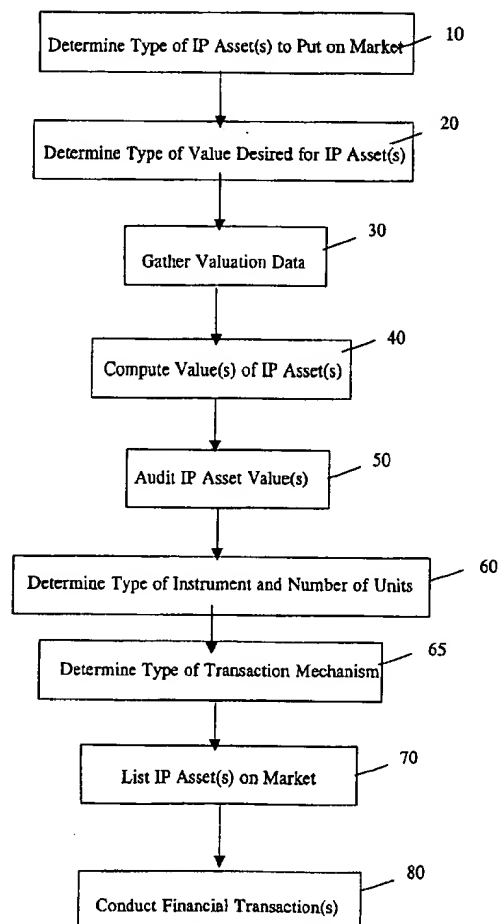 Determine Type of IP Asset(s) to Put on Market
10
Determine Type of Value Desired for IP Asset(s)
20
Gather Valuation Data
30
Compute Value(s) of IP Asset(s)
40
Audit IP Asset Value(s)
50
Determine Type of Instrument and Number of Units
60
Determine Type of Transaction Mechanism
65
List IP Asset(s) on Market
70
Conduct Financial Transaction(s)
80